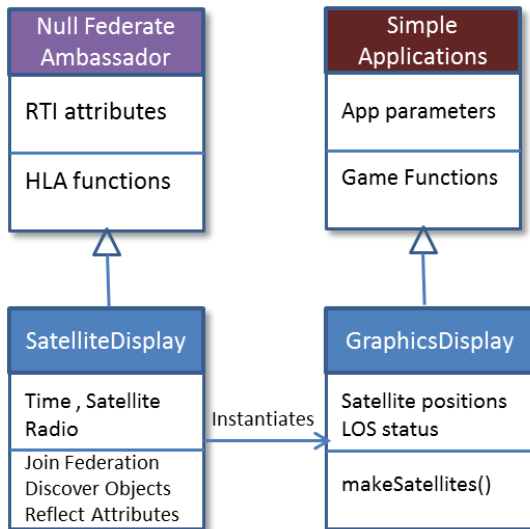 Null Federate
Ambassador
RTI attributes
HLA functions
Simple
Applications
App parameters
Game Functions
SatelliteDisplay
Time , Satellite
Radio
Join Federation
Discover Objects
Reflect Attributes
Instantiates
GraphicsDisplay
Satellite positions
LOS status
makeSatellites()